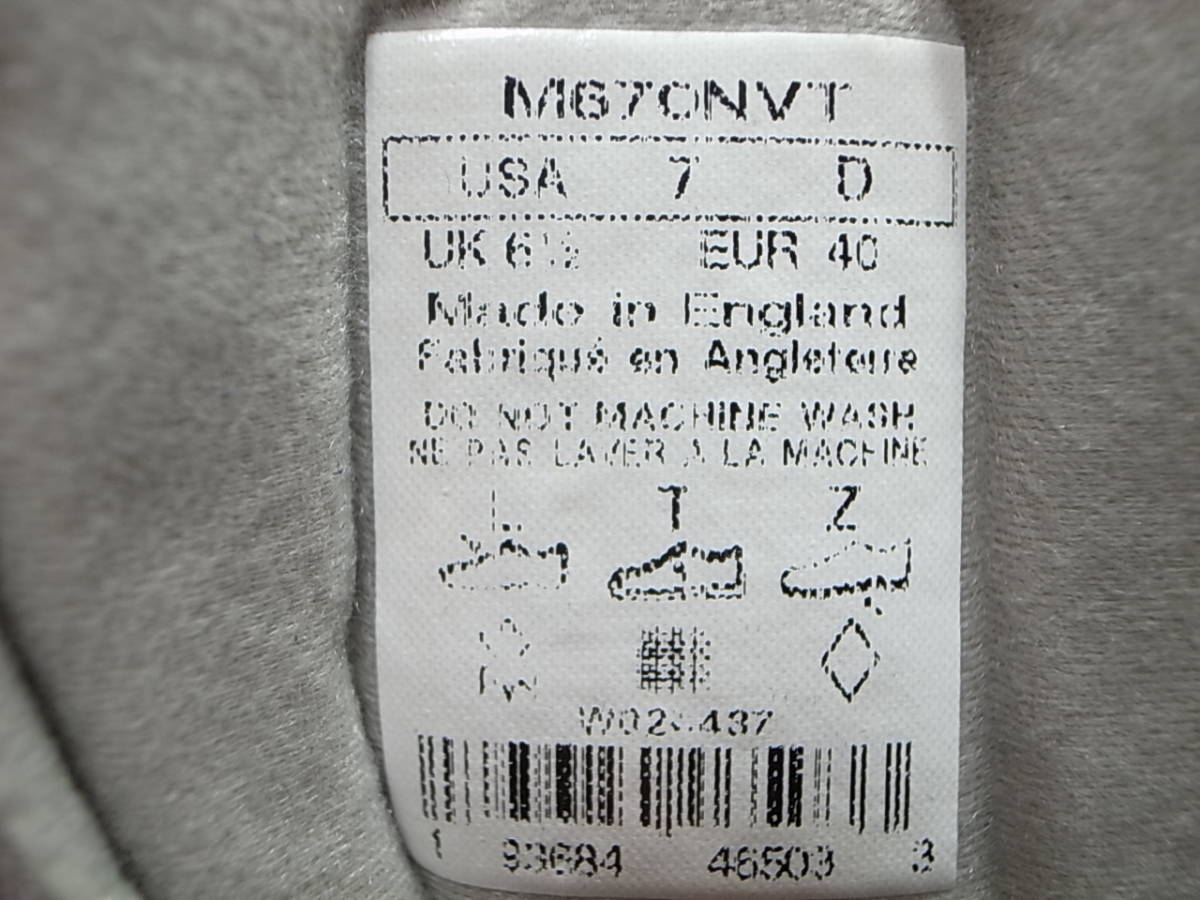 M670NVT
USA 7 D
UK 6½ EUR 40
Made in England
Fabriqué en Angleterre
DO NOT MACHINE WASH
NE PAS LAVER A LA MACHINE
L T Z
1 93684 46503 3